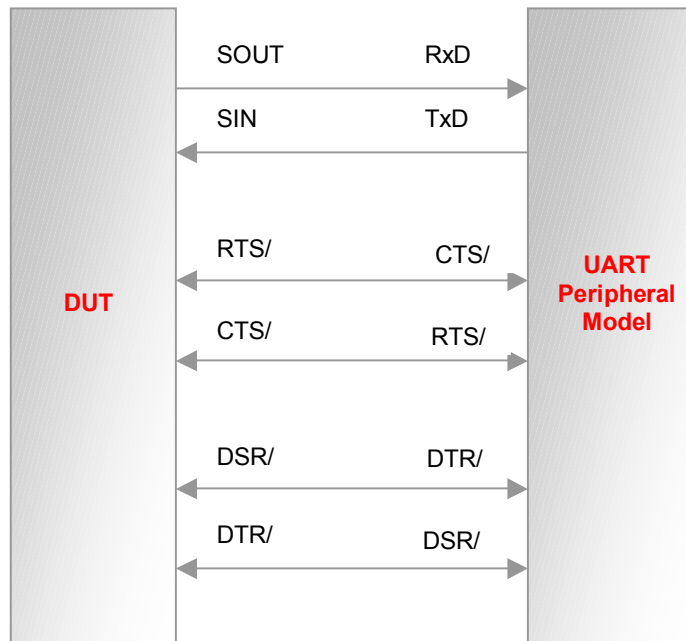 SOUT RxD
SIN TxD
RTS/ CTS/
DUT
UART
Peripheral
Model
CTS/ RTS/
DSR/ DTR/
DTR/ DSR/